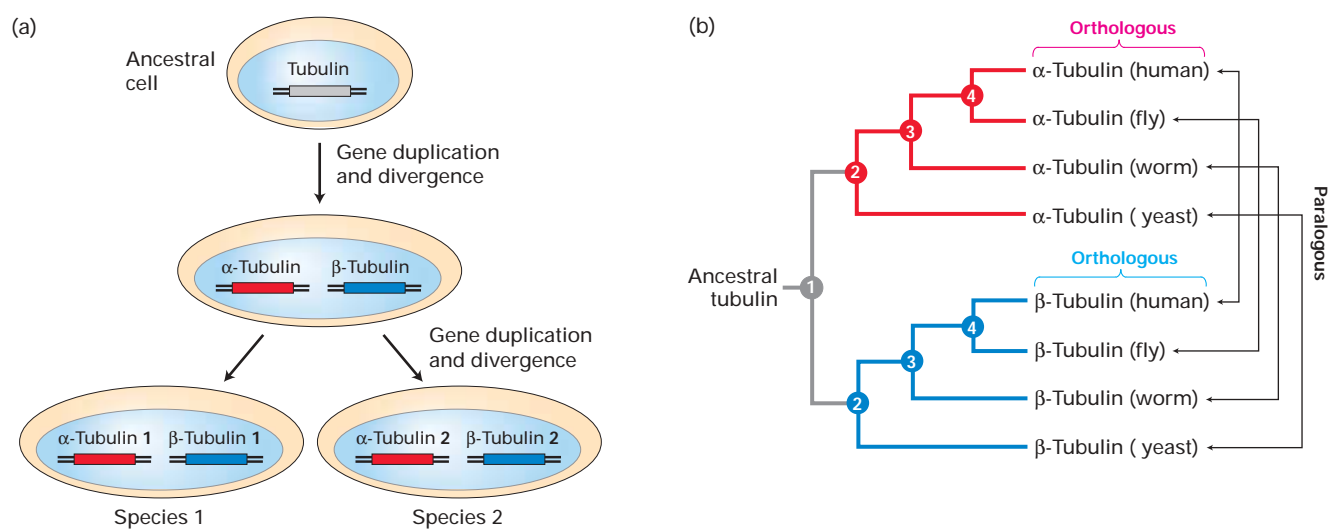 (a)
Ancestral
cell
Tubulin
Gene duplication
and divergence
α-Tubulin
β-Tubulin
Gene duplication
and divergence
α-Tubulin 1
β-Tubulin 1
α-Tubulin 2
β-Tubulin 2
Species 1
Species 2
(b)
Orthologous
α-Tubulin (human)
α-Tubulin (fly)
α-Tubulin (worm)
α-Tubulin ( yeast)
4
3
2
Ancestral
tubulin
1
Orthologous
β-Tubulin (human)
β-Tubulin (fly)
β-Tubulin (worm)
β-Tubulin ( yeast)
4
3
2
Paralogous